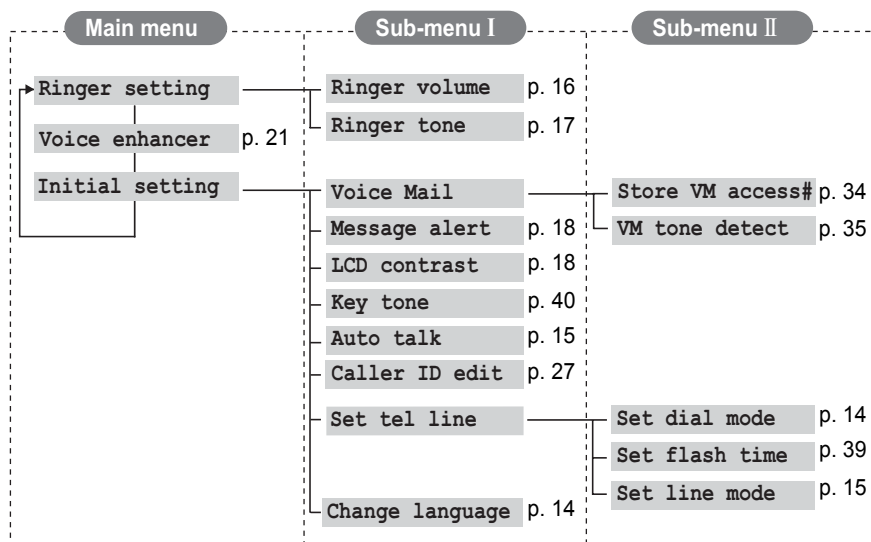 Main menu Sub-menu I Sub-menu II
Ringer setting Ringer volume p. 16
Ringer tone p. 17
Voice enhancer p. 21
Initial setting Voice Mail Store VM access# p. 34
Message alert p. 18 VM tone detect p. 35
LCD contrast p. 18
Key tone p. 40
Auto talk p. 15
Caller ID edit p. 27
Set tel line Set dial mode p. 14
Set flash time p. 39
Set line mode p. 15
Change language p. 14